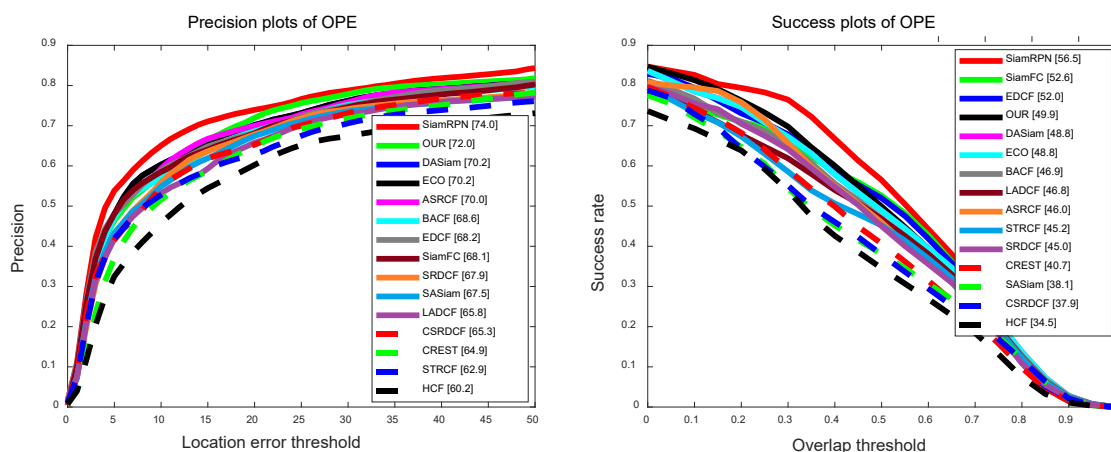 Precision plots of OPE
0.9
0.8
0.7
0.6
0.5
0.4
0.3
0.2
0.1
0
Precision
0
5
10
15
20
25
30
35
40
45
50
Location error threshold
SiamRPN [74.0]
OUR [72.0]
DASiam [70.2]
ECO [70.2]
ASRCF [70.0]
BACF [68.6]
EDCF [68.2]
SiamFC [68.1]
SRDCF [67.9]
SASiam [67.5]
LADCF [65.8]
CSRDCF [65.3]
CREST [64.9]
STRCF [62.9]
HCF [60.2]
Success plots of OPE
0.9
0.8
0.7
0.6
0.5
0.4
0.3
0.2
0.1
0
Success rate
0
0.1
0.2
0.3
0.4
0.5
0.6
0.7
0.8
0.9
Overlap threshold
SiamRPN [56.5]
SiamFC [52.6]
EDCF [52.0]
OUR [49.9]
DASiam [48.8]
ECO [48.8]
BACF [46.9]
LADCF [46.8]
ASRCF [46.0]
STRCF [45.2]
SRDCF [45.0]
CREST [40.7]
SASiam [38.1]
CSRDCF [37.9]
HCF [34.5]